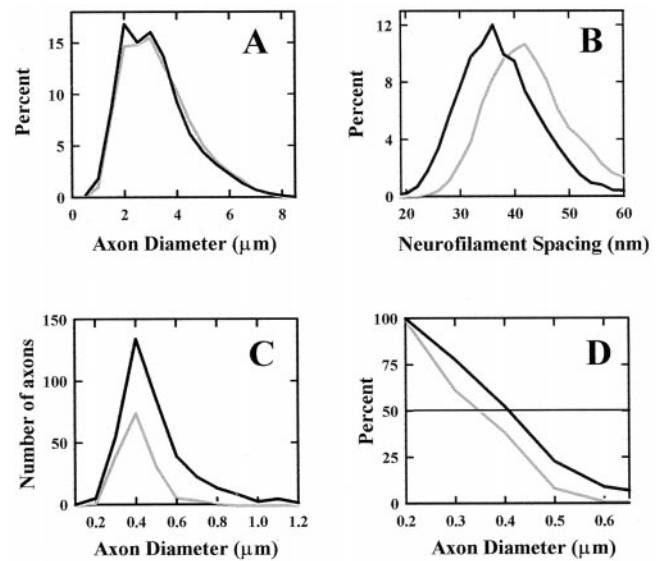 A
Percent
15
10
5
0
0 2 4 6 8
Axon Diameter (μm)
B
Percent
12
8
4
0
20 30 40 50 60
Neurofilament Spacing (nm)
C
Number of axons
150
100
50
0
0.2 0.4 0.6 0.8 1.0 1.2
Axon Diameter (μm)
D
Percent
100
75
50
25
0
0.2 0.3 0.4 0.5 0.6
Axon Diameter (μm)